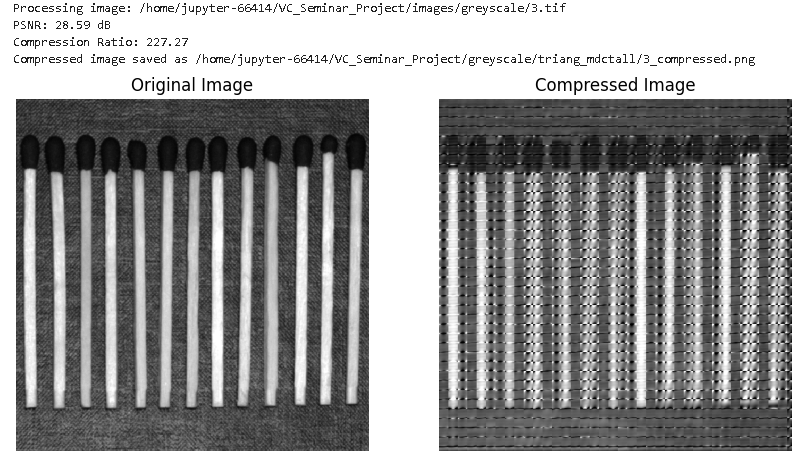 Processing image: /home/jupyter-66414/VC_Seminar_Project/images/greyscale/3.tif
PSNR: 28.59 dB
Compression Ratio: 227.27
Compressed image saved as /home/jupyter-66414/VC_Seminar_Project/greyscale/triang_mdctall/3_compressed.png
Original Image
Compressed Image